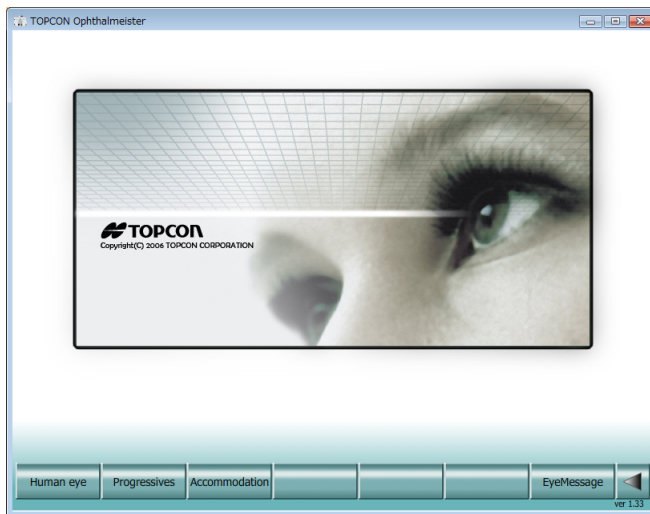 TOPCON Ophthalmeister
TOPCON
Copyright(C) 2006 TOPCON CORPORATION
Human eye
Progressives
Accommodation
EyeMessage
ver 1.33